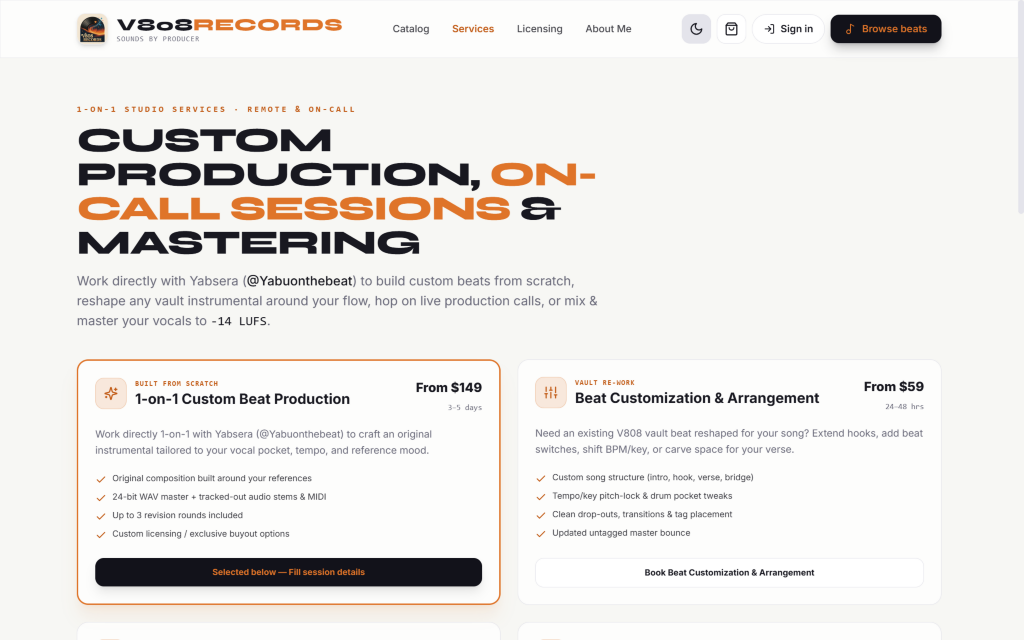 V808RECORDS
SOUNDS BY PRODUCER
Catalog
Services
Licensing
About Me
Sign in
Browse beats
1-ON-1 STUDIO SERVICES · REMOTE & ON-CALL
CUSTOM
PRODUCTION, ON-
CALL SESSIONS &
MASTERING
Work directly with Yabsera (@Yabuonthebeat) to build custom beats from scratch,
reshape any vault instrumental around your flow, hop on live production calls, or mix &
master your vocals to -14 LUFS.
BUILT FROM SCRATCH
1-on-1 Custom Beat Production
From $149
3–5 days
Work directly 1-on-1 with Yabsera (@Yabuonthebeat) to craft an original
instrumental tailored to your vocal pocket, tempo, and reference mood.
Original composition built around your references
24-bit WAV master + tracked-out audio stems & MIDI
Up to 3 revision rounds included
Custom licensing / exclusive buyout options
Selected below — Fill session details
VAULT RE-WORK
Beat Customization & Arrangement
From $59
24–48 hrs
Need an existing V808 vault beat reshaped for your song? Extend hooks, add beat
switches, shift BPM/key, or carve space for your verse.
Custom song structure (intro, hook, verse, bridge)
Tempo/key pitch-lock & drum pocket tweaks
Clean drop-outs, transitions & tag placement
Updated untagged master bounce
Book Beat Customization & Arrangement